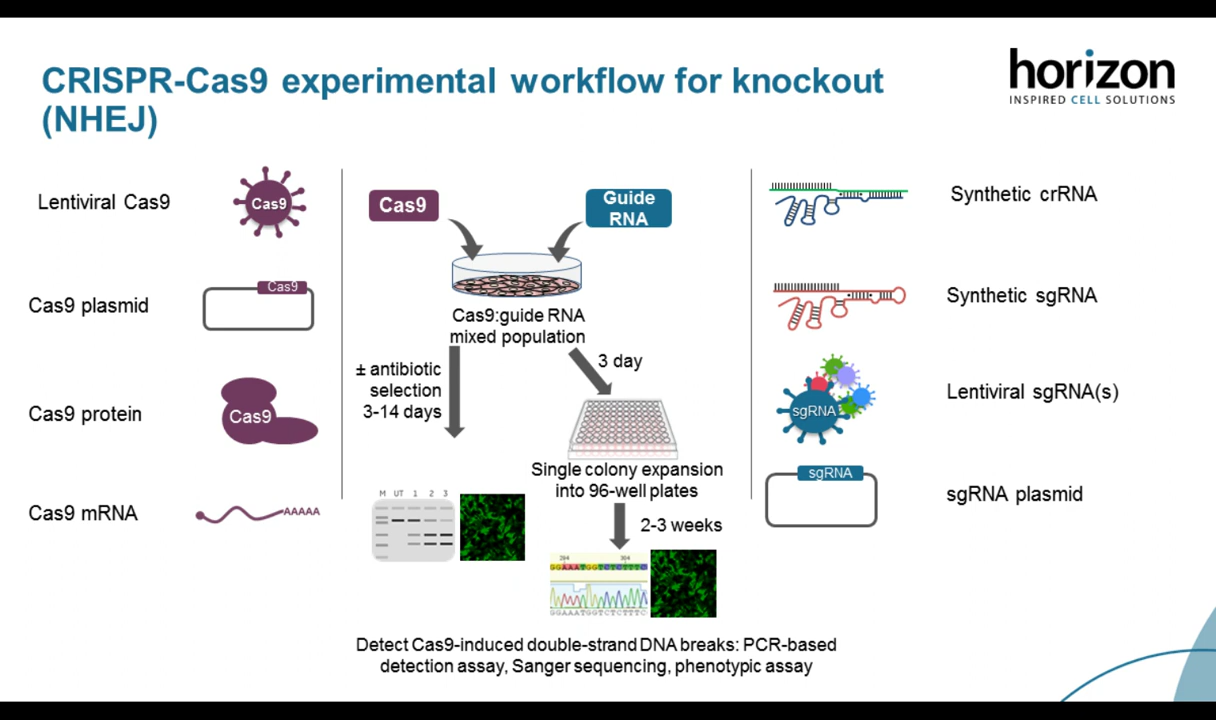 CRISPR-Cas9 experimental workflow for knockout
(NHEJ)
horizon
INSPIRED CELL SOLUTIONS
Lentiviral Cas9
Cas9
Cas9 plasmid
Cas9
Cas9 protein
Cas9
Cas9 mRNA
AAAAA
Cas9
Guide
RNA
Cas9:guide RNA
mixed population
± antibiotic
selection
3-14 days
3 day
Single colony expansion
into 96-well plates
2-3 weeks
M UT 1 2 3
284 304
GGAAATGGTCTCTTTC
GGAAATGGTCTCTTTC
Detect Cas9-induced double-strand DNA breaks: PCR-based
detection assay, Sanger sequencing, phenotypic assay
Synthetic crRNA
Synthetic sgRNA
sgRNA
Lentiviral sgRNA(s)
sgRNA
sgRNA plasmid